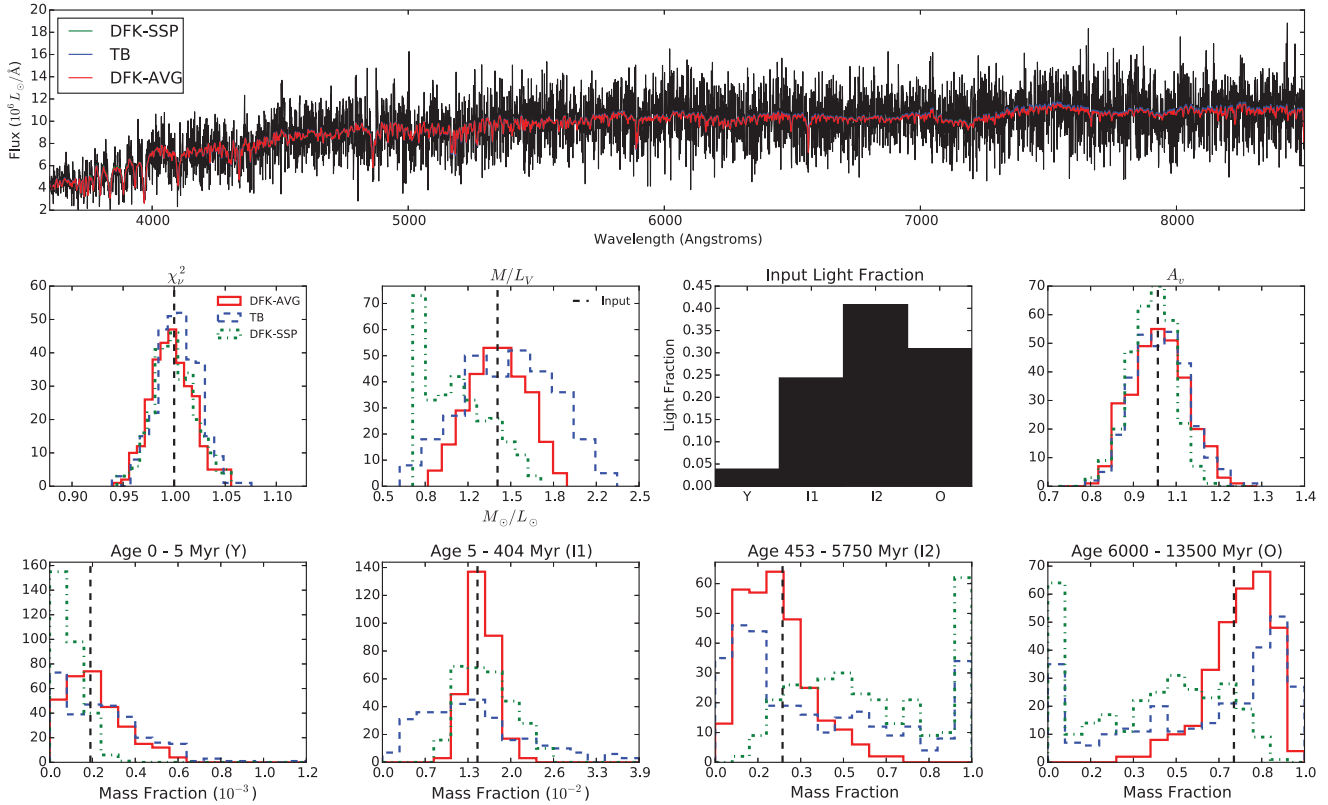 DFK-SSP
TB
DFK-AVG
Flux (10⁶ L⊙/Å)
20
18
16
14
12
10
8
6
4
2
4000 5000 6000 7000 8000
Wavelength (Angstroms)
χ²ᵥ
60
50
40
30
20
10
0
0.90 0.95 1.00 1.05 1.10
DFK-AVG
TB
DFK-SSP
M/L_V
70
60
50
40
30
20
10
0
0.5 0.8 1.2 1.5 1.8 2.2 2.5
M⊙/L⊙
Input
Input Light Fraction
Light Fraction
0.45
0.40
0.35
0.30
0.25
0.20
0.15
0.10
0.05
0.00
Y I1 I2 O
A_v
70
60
50
40
30
20
10
0
0.7 0.8 0.9 1.1 1.2 1.3 1.4
Age 0 - 5 Myr (Y)
160
140
120
100
80
60
40
20
0
0.0 0.2 0.4 0.6 0.8 1.0 1.2
Mass Fraction (10⁻³)
Age 5 - 404 Myr (I1)
140
120
100
80
60
40
20
0
0.0 0.7 1.3 2.0 2.6 3.3 3.9
Mass Fraction (10⁻²)
Age 453 - 5750 Myr (I2)
60
50
40
30
20
10
0
0.0 0.2 0.3 0.5 0.7 0.8 1.0
Mass Fraction
Age 6000 - 13500 Myr (O)
70
60
50
40
30
20
10
0
0.0 0.2 0.3 0.5 0.7 0.8 1.0
Mass Fraction